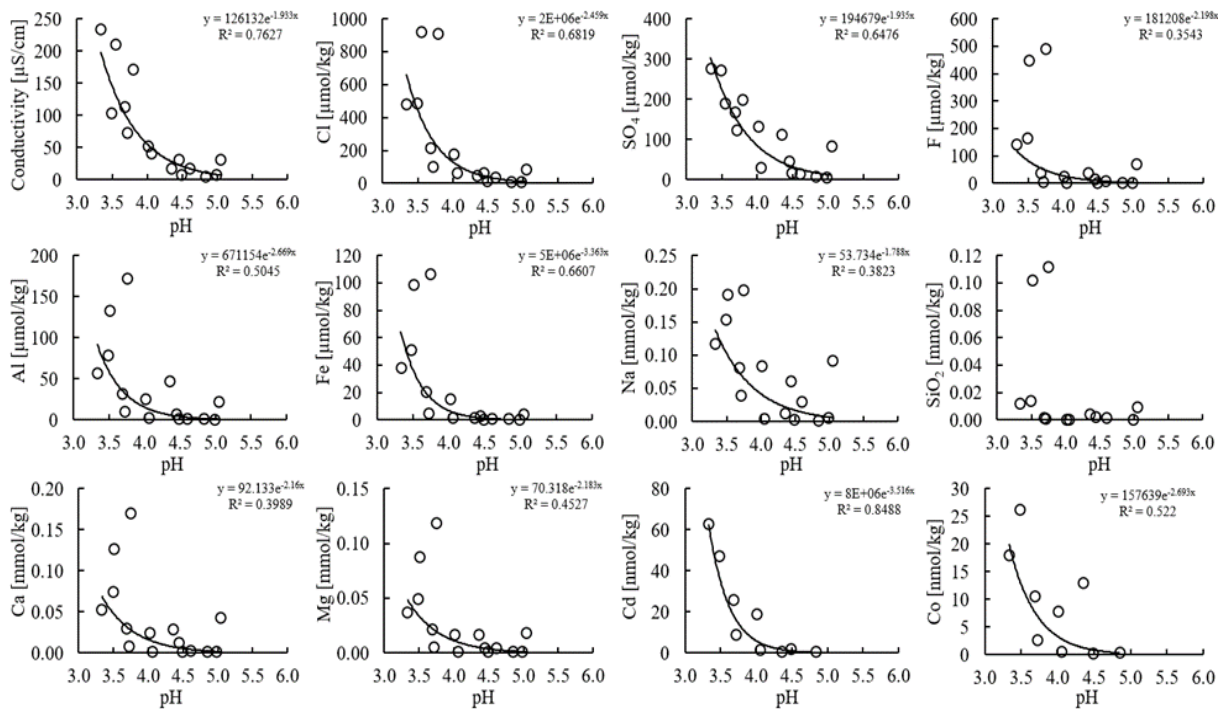 y = 126132e^-1.933x
R² = 0.7627
Conductivity [µS/cm]
250
200
150
100
50
0
3.0 3.5 4.0 4.5 5.0 5.5 6.0
pH
y = 2E+06e^-2.459x
R² = 0.6819
Cl [µmol/kg]
1000
800
600
400
200
0
3.0 3.5 4.0 4.5 5.0 5.5 6.0
pH
y = 194679e^-1.935x
R² = 0.6476
SO4 [µmol/kg]
400
300
200
100
0
3.0 3.5 4.0 4.5 5.0 5.5 6.0
pH
y = 181208e^-2.198x
R² = 0.3543
F [µmol/kg]
600
500
400
300
200
100
0
3.0 4.0 5.0 6.0
pH
y = 671154e^-2.669x
R² = 0.5045
Al [µmol/kg]
200
150
100
50
0
3.0 3.5 4.0 4.5 5.0 5.5 6.0
pH
y = 5E+06e^-3.363x
R² = 0.6607
Fe [µmol/kg]
120
100
80
60
40
20
0
3.0 3.5 4.0 4.5 5.0 5.5 6.0
pH
y = 53.734e^-1.788x
R² = 0.3823
Na [mmol/kg]
0.25
0.20
0.15
0.10
0.05
0.00
3.0 3.5 4.0 4.5 5.0 5.5 6.0
pH
SiO2 [mmol/kg]
0.12
0.10
0.08
0.06
0.04
0.02
0.00
3.0 3.5 4.0 4.5 5.0 5.5 6.0
pH
y = 92.133e^-2.16x
R² = 0.3989
Ca [mmol/kg]
0.20
0.15
0.10
0.05
0.00
3.0 3.5 4.0 4.5 5.0 5.5 6.0
pH
y = 70.318e^-2.183x
R² = 0.4527
Mg [mmol/kg]
0.15
0.10
0.05
0.00
3.0 3.5 4.0 4.5 5.0 5.5 6.0
pH
y = 8E+06e^-3.516x
R² = 0.8488
Cd [nmol/kg]
80
60
40
20
0
3.0 3.5 4.0 4.5 5.0 5.5 6.0
pH
y = 157639e^-2.693x
R² = 0.522
Co [nmol/kg]
30
25
20
15
10
5
0
3.0 3.5 4.0 4.5 5.0 5.5 6.0
pH